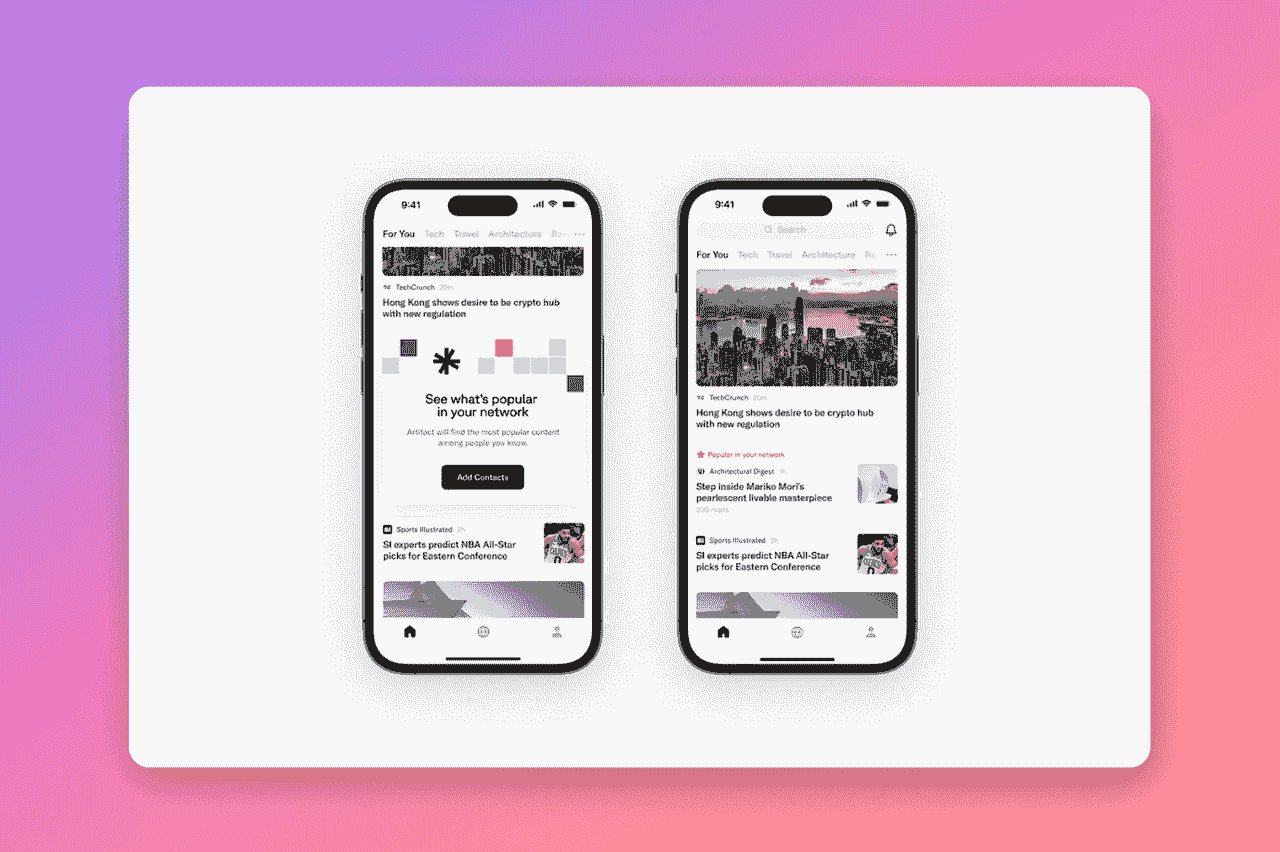 9:41
For You Tech Travel Architecture
TechCrunch 20m
Hong Kong shows desire to be crypto hub
with new regulation
See what's popular
in your network
Artifact will find the most popular content
among people you know.
Add Contacts
Sports Illustrated 2h
SI experts predict NBA All-Star
picks for Eastern Conference
9:41
Search
For You Tech Travel Architecture
TechCrunch 20m
Hong Kong shows desire to be crypto hub
with new regulation
Popular in your network
Architectural Digest
Step inside Mariko Mori's
pearlescent livable masterpiece
200 reads
Sports Illustrated 2h
SI experts predict NBA All-Star
picks for Eastern Conference